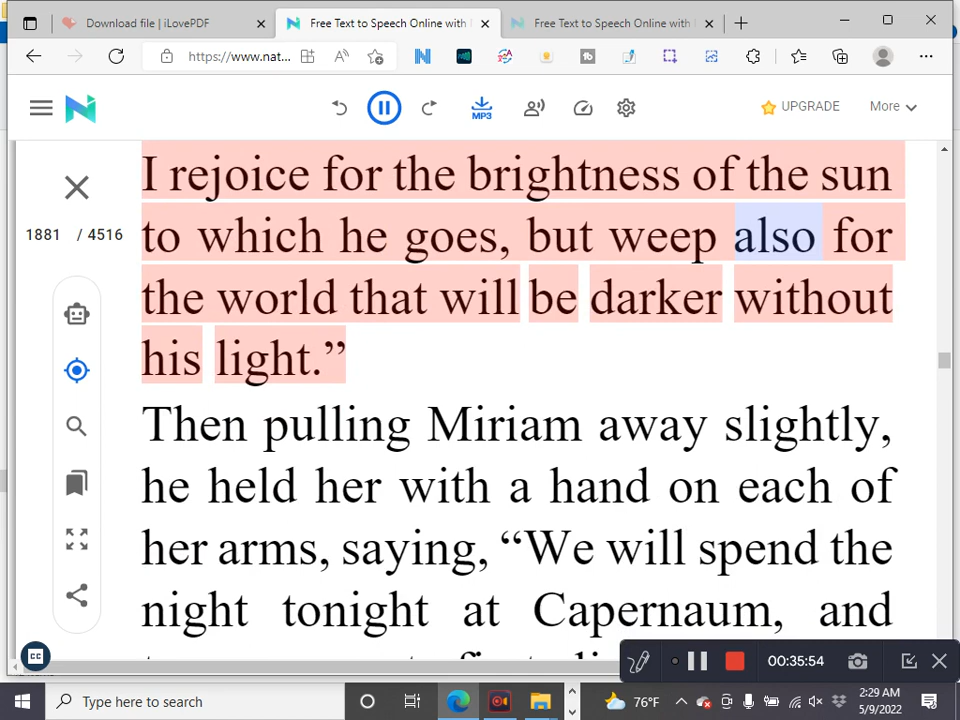 Download file | iLovePDF
Free Text to Speech Online with
Free Text to Speech Online with
https://www.nat...
MP3
UPGRADE
More
1881 / 4516
I rejoice for the brightness of the sun
to which he goes, but weep also for
the world that will be darker without
his light.”
Then pulling Miriam away slightly,
he held her with a hand on each of
her arms, saying, “We will spend the
night tonight at Capernaum, and
CC
00:35:54
Type here to search
76°F
2:29 AM
5/9/2022